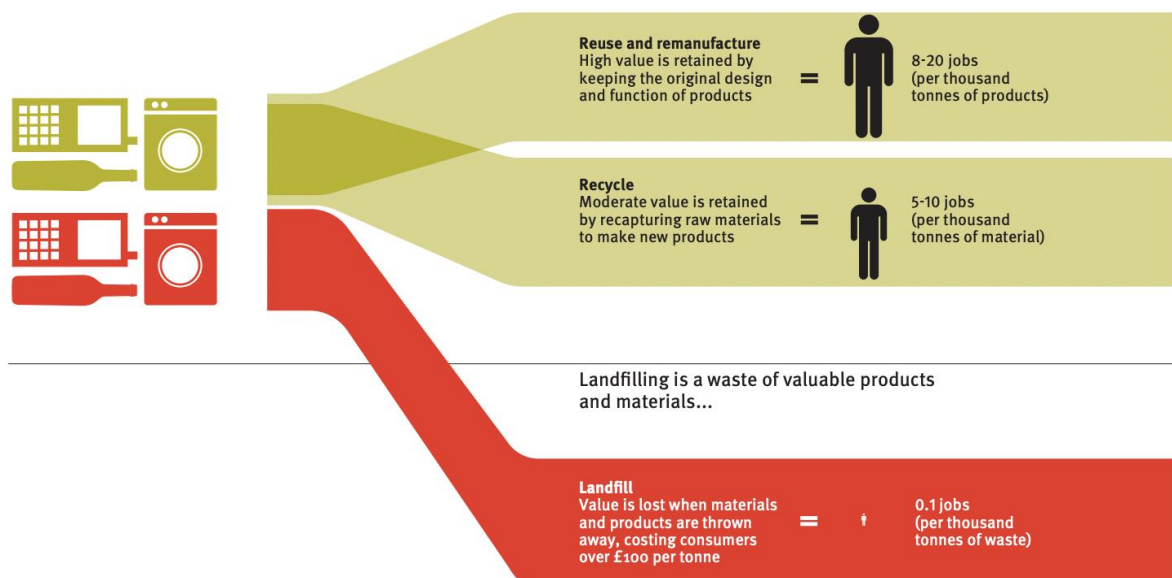 Reuse and remanufacture
High value is retained by
keeping the original design
and function of products
=
8-20 jobs
(per thousand
tonnes of products)
Recycle
Moderate value is retained
by recapturing raw materials
to make new products
=
5-10 jobs
(per thousand
tonnes of material)
Landfilling is a waste of valuable products
and materials...
Landfill
Value is lost when materials
and products are thrown
away, costing consumers
over £100 per tonne
=
0.1 jobs
(per thousand
tonnes of waste)